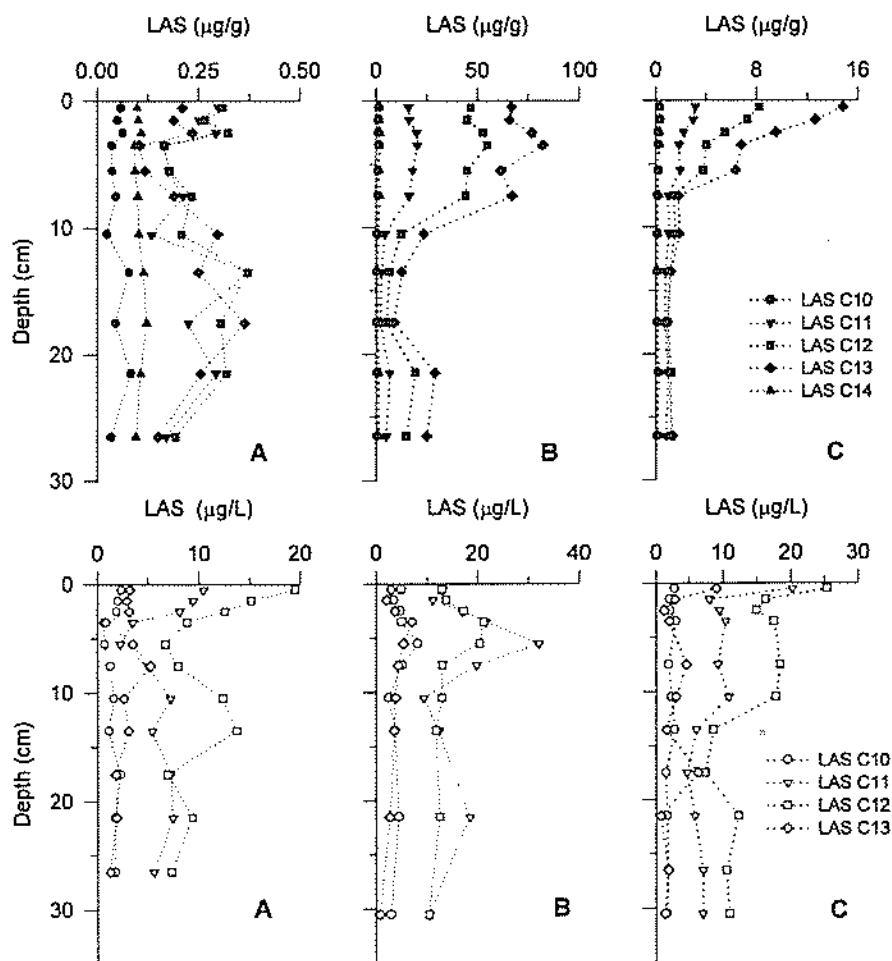 LAS (µg/g) LAS (µg/g) LAS (µg/g)
0.00 0.25 0.50 0 50 100 0 8 16
0
10
20
30
Depth (cm)
LAS C10
LAS C11
LAS C12
LAS C13
LAS C14
A B C
LAS (µg/L) LAS (µg/L) LAS (µg/L)
0 10 20 0 20 40 0 10 20 30
0
10
20
30
Depth (cm)
LAS C10
LAS C11
LAS C12
LAS C13
A B C